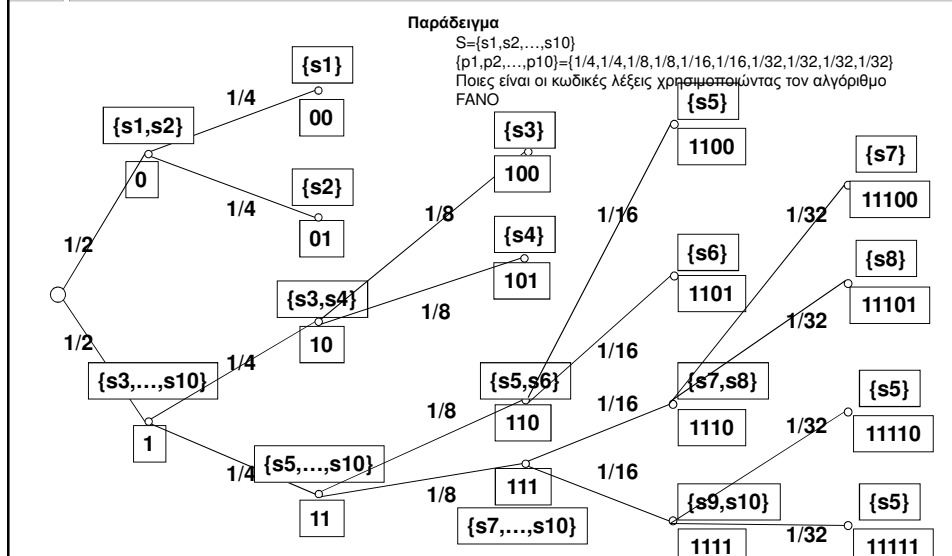 Παράδειγμα
S={s1,s2,…,s10}
{p1,p2,…,p10}={1/4,1/4,1/8,1/8,1/16,1/16,1/32,1/32,1/32,1/32}
Ποιες είναι οι κωδικές λέξεις χρησιμοποιώντας τον αλγόριθμο
FANO
{s1}
1/4
00
{s1,s2}
0
{s2}
1/4
01
1/2
1/2
{s3}
100
1/8
{s4}
101
1/8
{s3,s4}
10
1/4
{s3,…,s10}
1
1/4
{s5,…,s10}
11
{s5}
1100
1/16
{s6}
1101
1/16
{s5,s6}
110
1/8
1/8
111
{s7,…,s10}
1/16
{s7,s8}
1110
1/16
{s9,s10}
1111
{s7}
11100
1/32
{s8}
11101
1/32
{s5}
11110
1/32
{s5}
11111
1/32